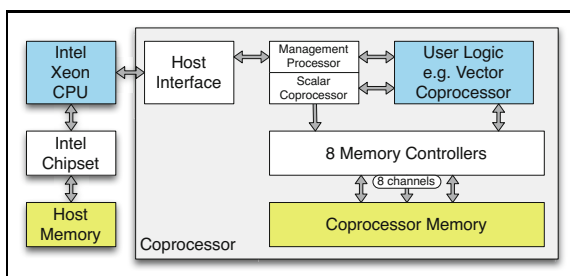 Intel
Xeon
CPU
Host
Interface
Management
Processor
Scalar
Coprocessor
User Logic
e.g. Vector
Coprocessor
Intel
Chipset
8 Memory Controllers
8 channels
Host
Memory
Coprocessor Memory
Coprocessor